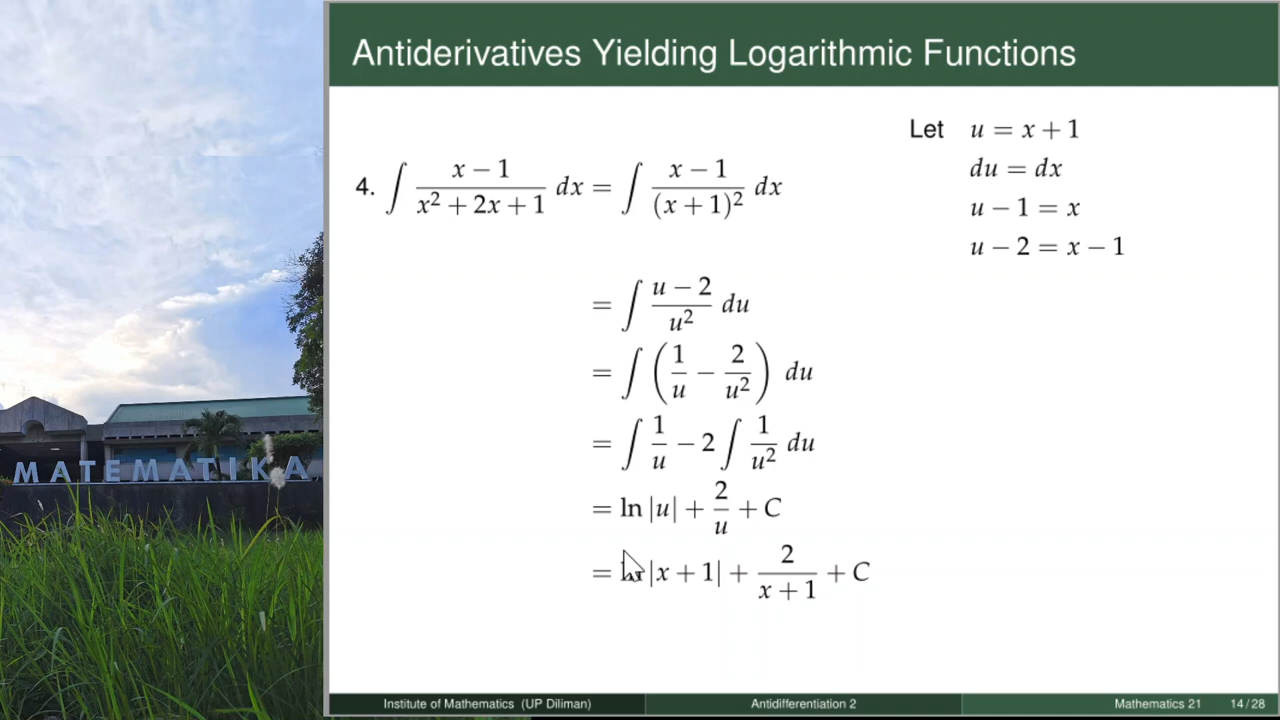 Antiderivatives Yielding Logarithmic Functions
Let u = x + 1
du = dx
u − 1 = x
u − 2 = x − 1
4. ∫ (x − 1)/(x² + 2x + 1) dx = ∫ (x − 1)/((x + 1)²) dx
= ∫ (u − 2)/u² du
= ∫ (1/u − 2/u²) du
= ∫ 1/u − 2 ∫ 1/u² du
= ln |u| + 2/u + C
= |x + 1| + 2/(x + 1) + C
MATEMATIKA
Institute of Mathematics (UP Diliman) Antidifferentiation 2 Mathematics 21 14 / 28